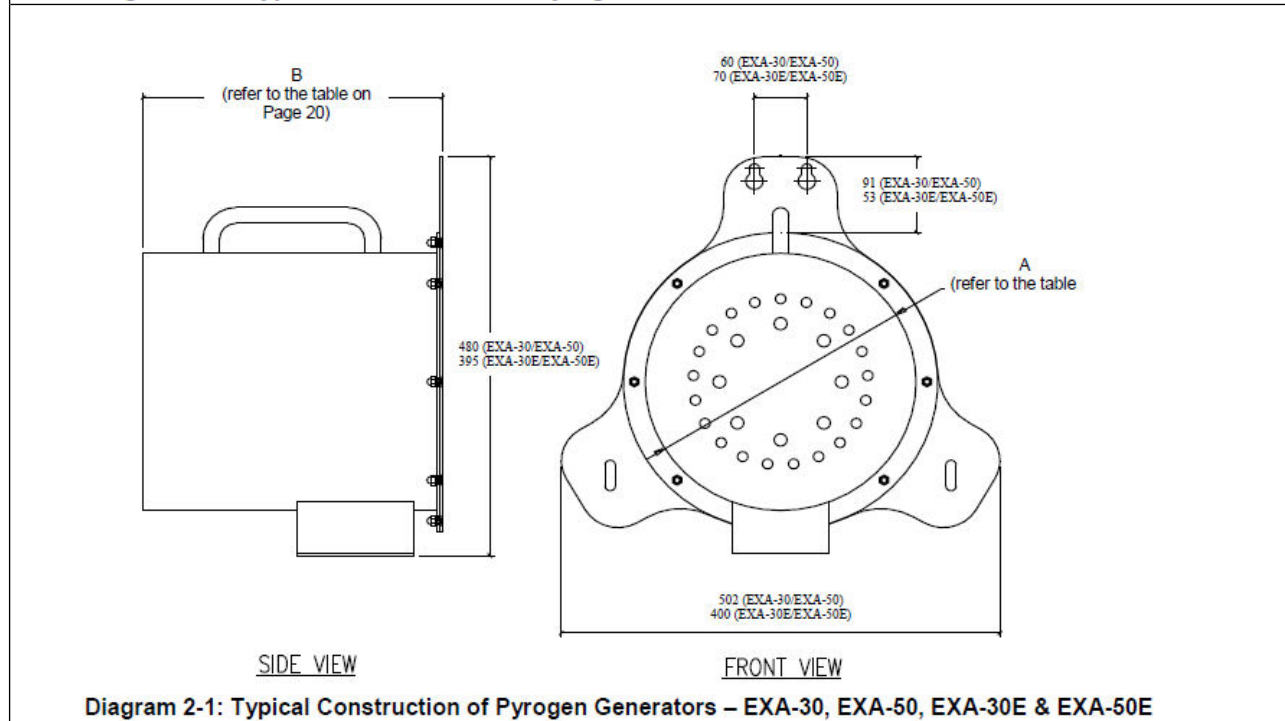 B
(refer to the table on
Page 20)
60 (EXA-30/EXA-50)
70 (EXA-30E/EXA-50E)
91 (EXA-30/EXA-50)
53 (EXA-30E/EXA-50E)
A
(refer to the table
480 (EXA-30/EXA-50)
395 (EXA-30E/EXA-50E)
502 (EXA-30/EXA-50)
400 (EXA-30E/EXA-50E)
SIDE VIEW
FRONT VIEW
Diagram 2-1: Typical Construction of Pyrogen Generators – EXA-30, EXA-50, EXA-30E & EXA-50E